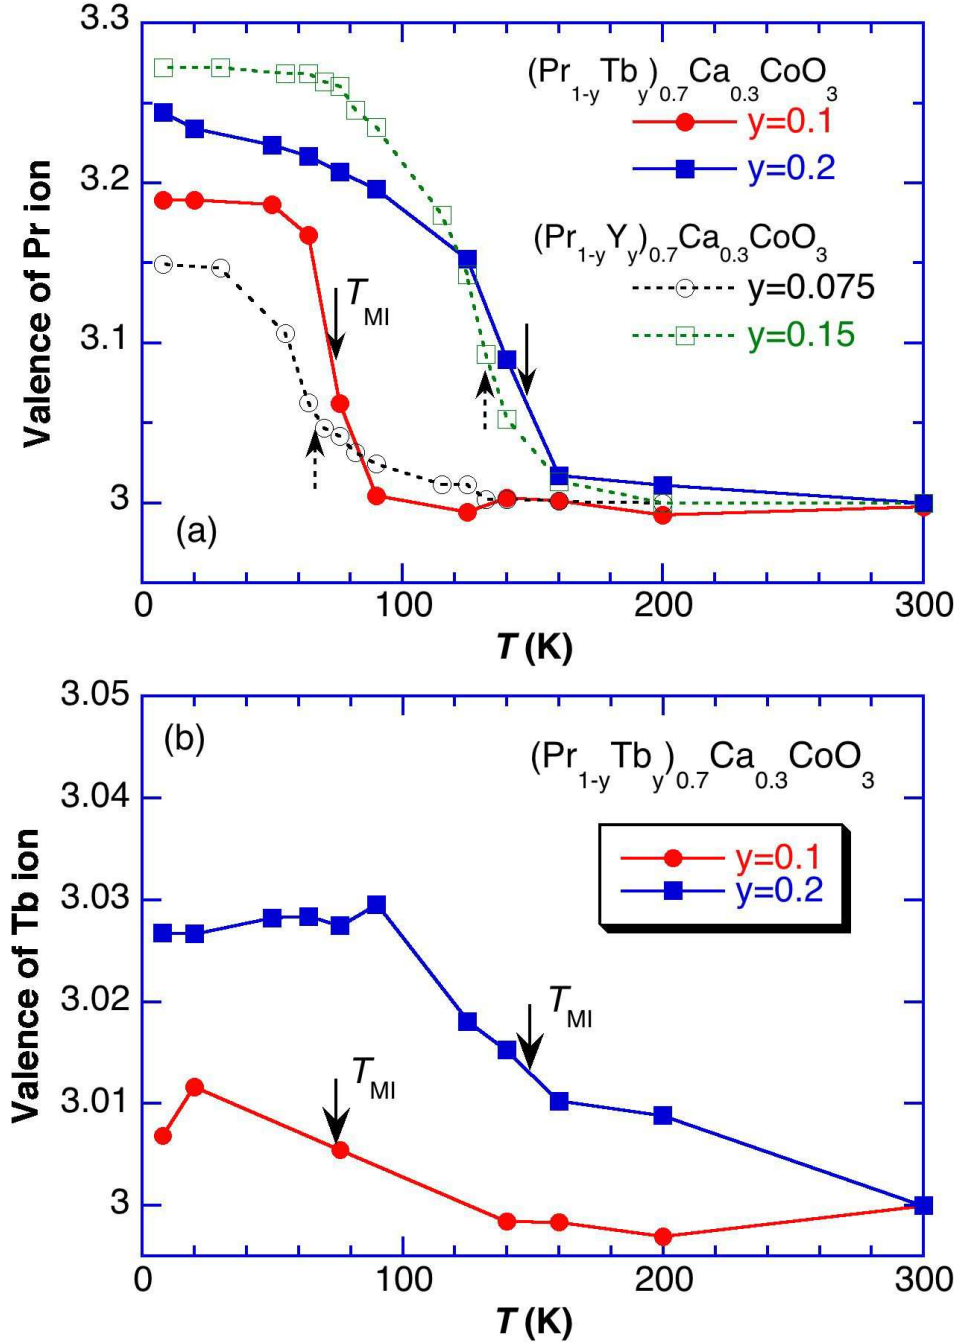 3.3
3.2
3.1
3
Valence of Pr ion
(Pr1-yTby)0.7Ca0.3CoO3
y=0.1
y=0.2
(Pr1-yYy)0.7Ca0.3CoO3
y=0.075
y=0.15
TMI
(a)
0 100 200 300
T (K)
3.05
3.04
3.03
3.02
3.01
3
Valence of Tb ion
(b)
(Pr1-yTby)0.7Ca0.3CoO3
y=0.1
y=0.2
TMI
TMI
0 100 200 300
T (K)